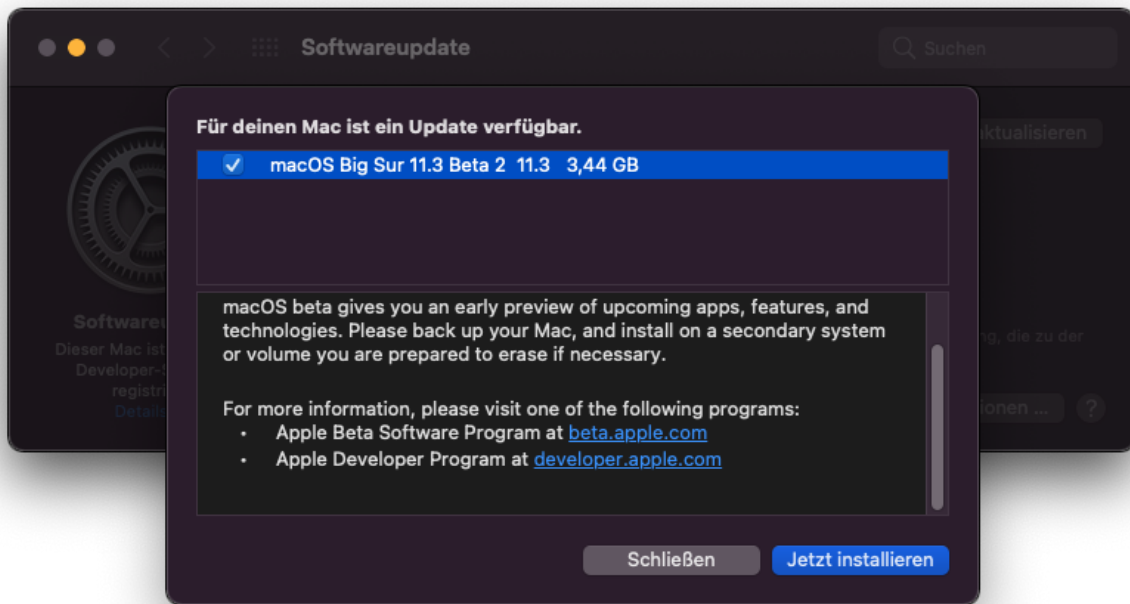 Softwareupdate
Suchen
Für deinen Mac ist ein Update verfügbar.
aktualisieren
macOS Big Sur 11.3 Beta 2 11.3 3,44 GB
macOS beta gives you an early preview of upcoming apps, features, and
technologies. Please back up your Mac, and install on a secondary system
or volume you are prepared to erase if necessary.
For more information, please visit one of the following programs:
• Apple Beta Software Program at beta.apple.com
• Apple Developer Program at developer.apple.com
Dieser Mac ist
Developer-
registri
Details
die zu der
ionen ...
?
Schließen
Jetzt installieren